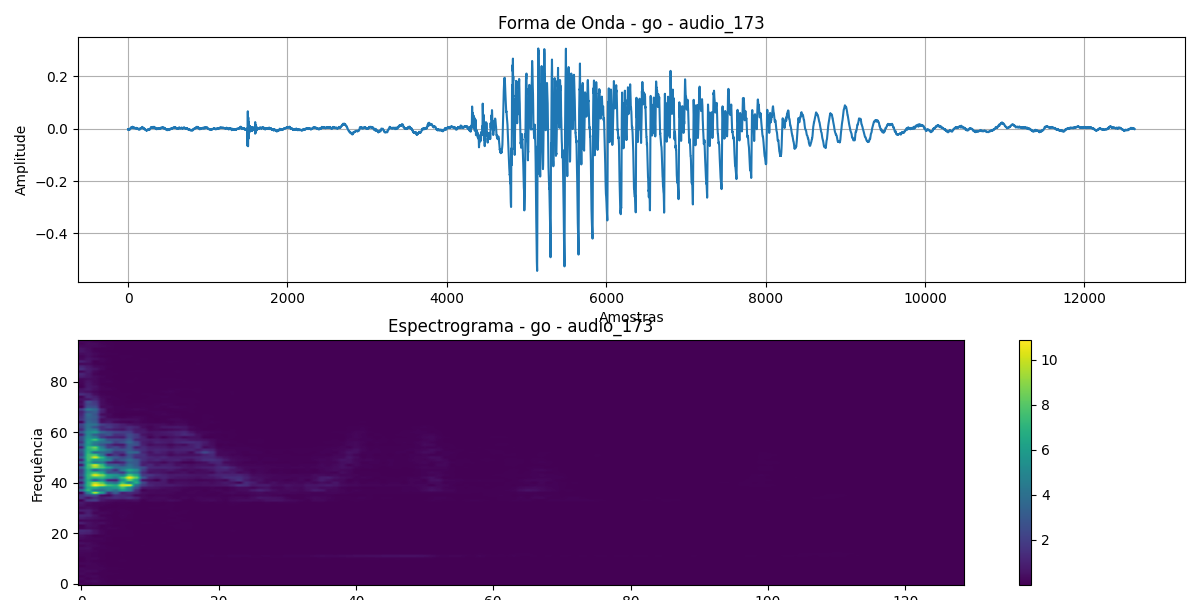 Forma de Onda - go - audio_173
Amplitude
0.2
0.0
−0.2
−0.4
0 2000 4000 6000 8000 10000 12000
Amostras
Espectrograma - go - audio_173
Frequência
80
60
40
20
0
10
8
6
4
2
0 20 40 60 80 100 120